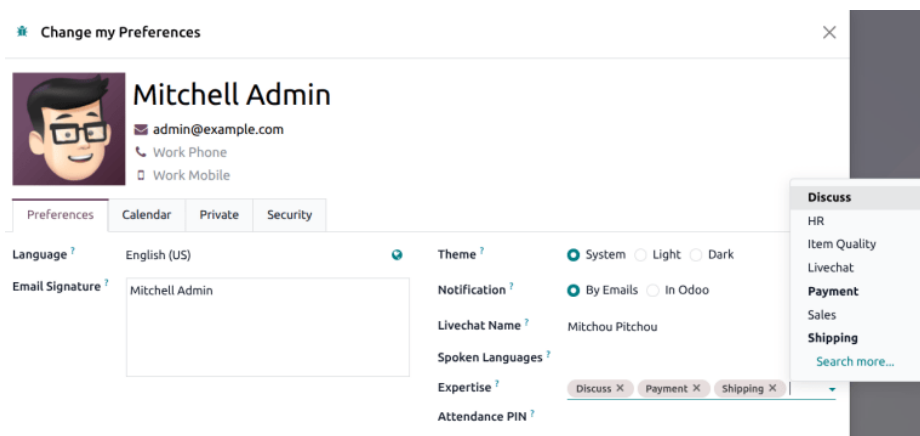 Change my Preferences
Mitchell Admin
admin@example.com
Work Phone
Work Mobile
Preferences Calendar Private Security
Language ? English (US)
Email Signature ? Mitchell Admin
Theme ? System Light Dark
Notification ? By Emails In Odoo
Livechat Name ? Mitchou Pitchou
Spoken Languages ?
Expertise ? Discuss × Payment × Shipping ×
Attendance PIN ?
Discuss
HR
Item Quality
Livechat
Payment
Sales
Shipping
Search more...